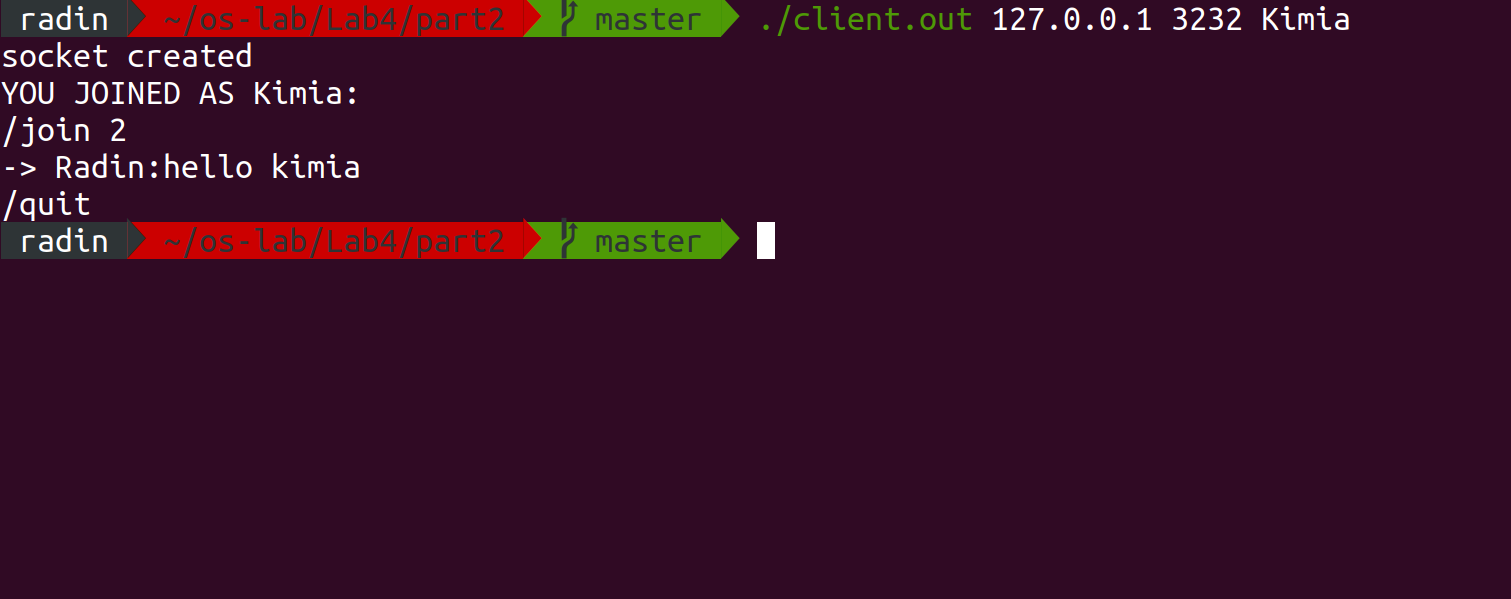 radin ~/os-lab/Lab4/part2 master ./client.out 127.0.0.1 3232 Kimia
socket created
YOU JOINED AS Kimia:
/join 2
-> Radin:hello kimia
/quit
radin ~/os-lab/Lab4/part2 master